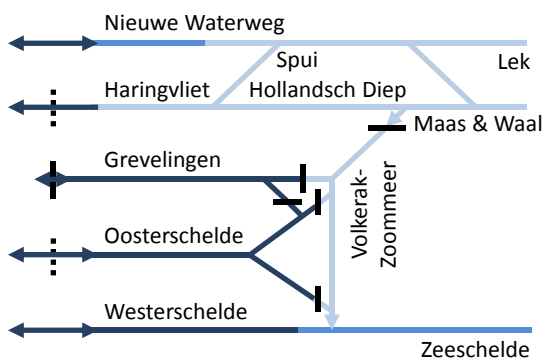 Nieuwe Waterweg
Spui
Lek
Haringvliet
Hollandsch Diep
Maas & Waal
Grevelingen
Volkerak-
Zoommeer
Oosterschelde
Westerschelde
Zeeschelde